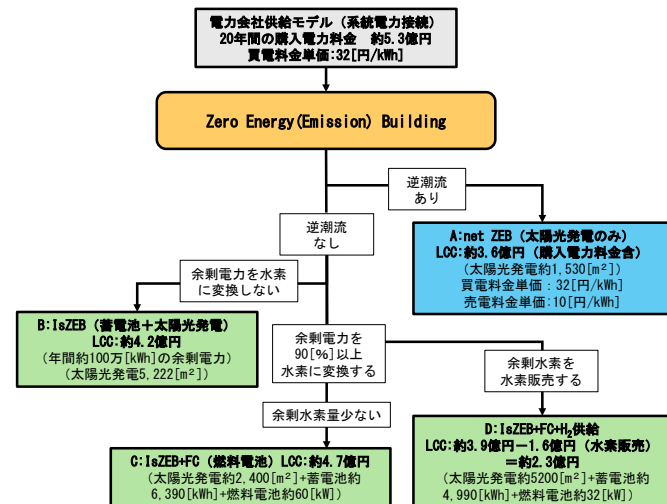 電力会社供給モデル（系統電力接続）
20年間の購入電力料金　約5.3億円
買電料金単価:32[円/kWh]
Zero Energy(Emission) Building
逆潮流
あり
逆潮流
なし
A:net ZEB（太陽光発電のみ）
LCC:約3.6億円（購入電力料金含）
（太陽光発電約1,530[m²]）
買電料金単価：32[円/kWh]
売電料金単価:10[円/kWh]
余剰電力を水素
に変換しない
B:IsZEB（蓄電池＋太陽光発電）
LCC:約4.2億円
（年間約100万[kWh]の余剰電力）
（太陽光発電5,222[m²]）
余剰電力を
90[%]以上
水素に変換する
余剰水素を
水素販売する
余剰水素量少ない
C:IsZEB+FC（燃料電池）LCC:約4.7億円
（太陽光発電約2,400[m²]+蓄電池約
6,390[kWh]+燃料電池約60[kW]）
D:IsZEB+FC+H₂供給
LCC:約3.9億円－1.6億円（水素販売）
＝約2.3億円
（太陽光発電約5200[m²]+蓄電池約
4,990[kWh]+燃料電池約32[kW]）